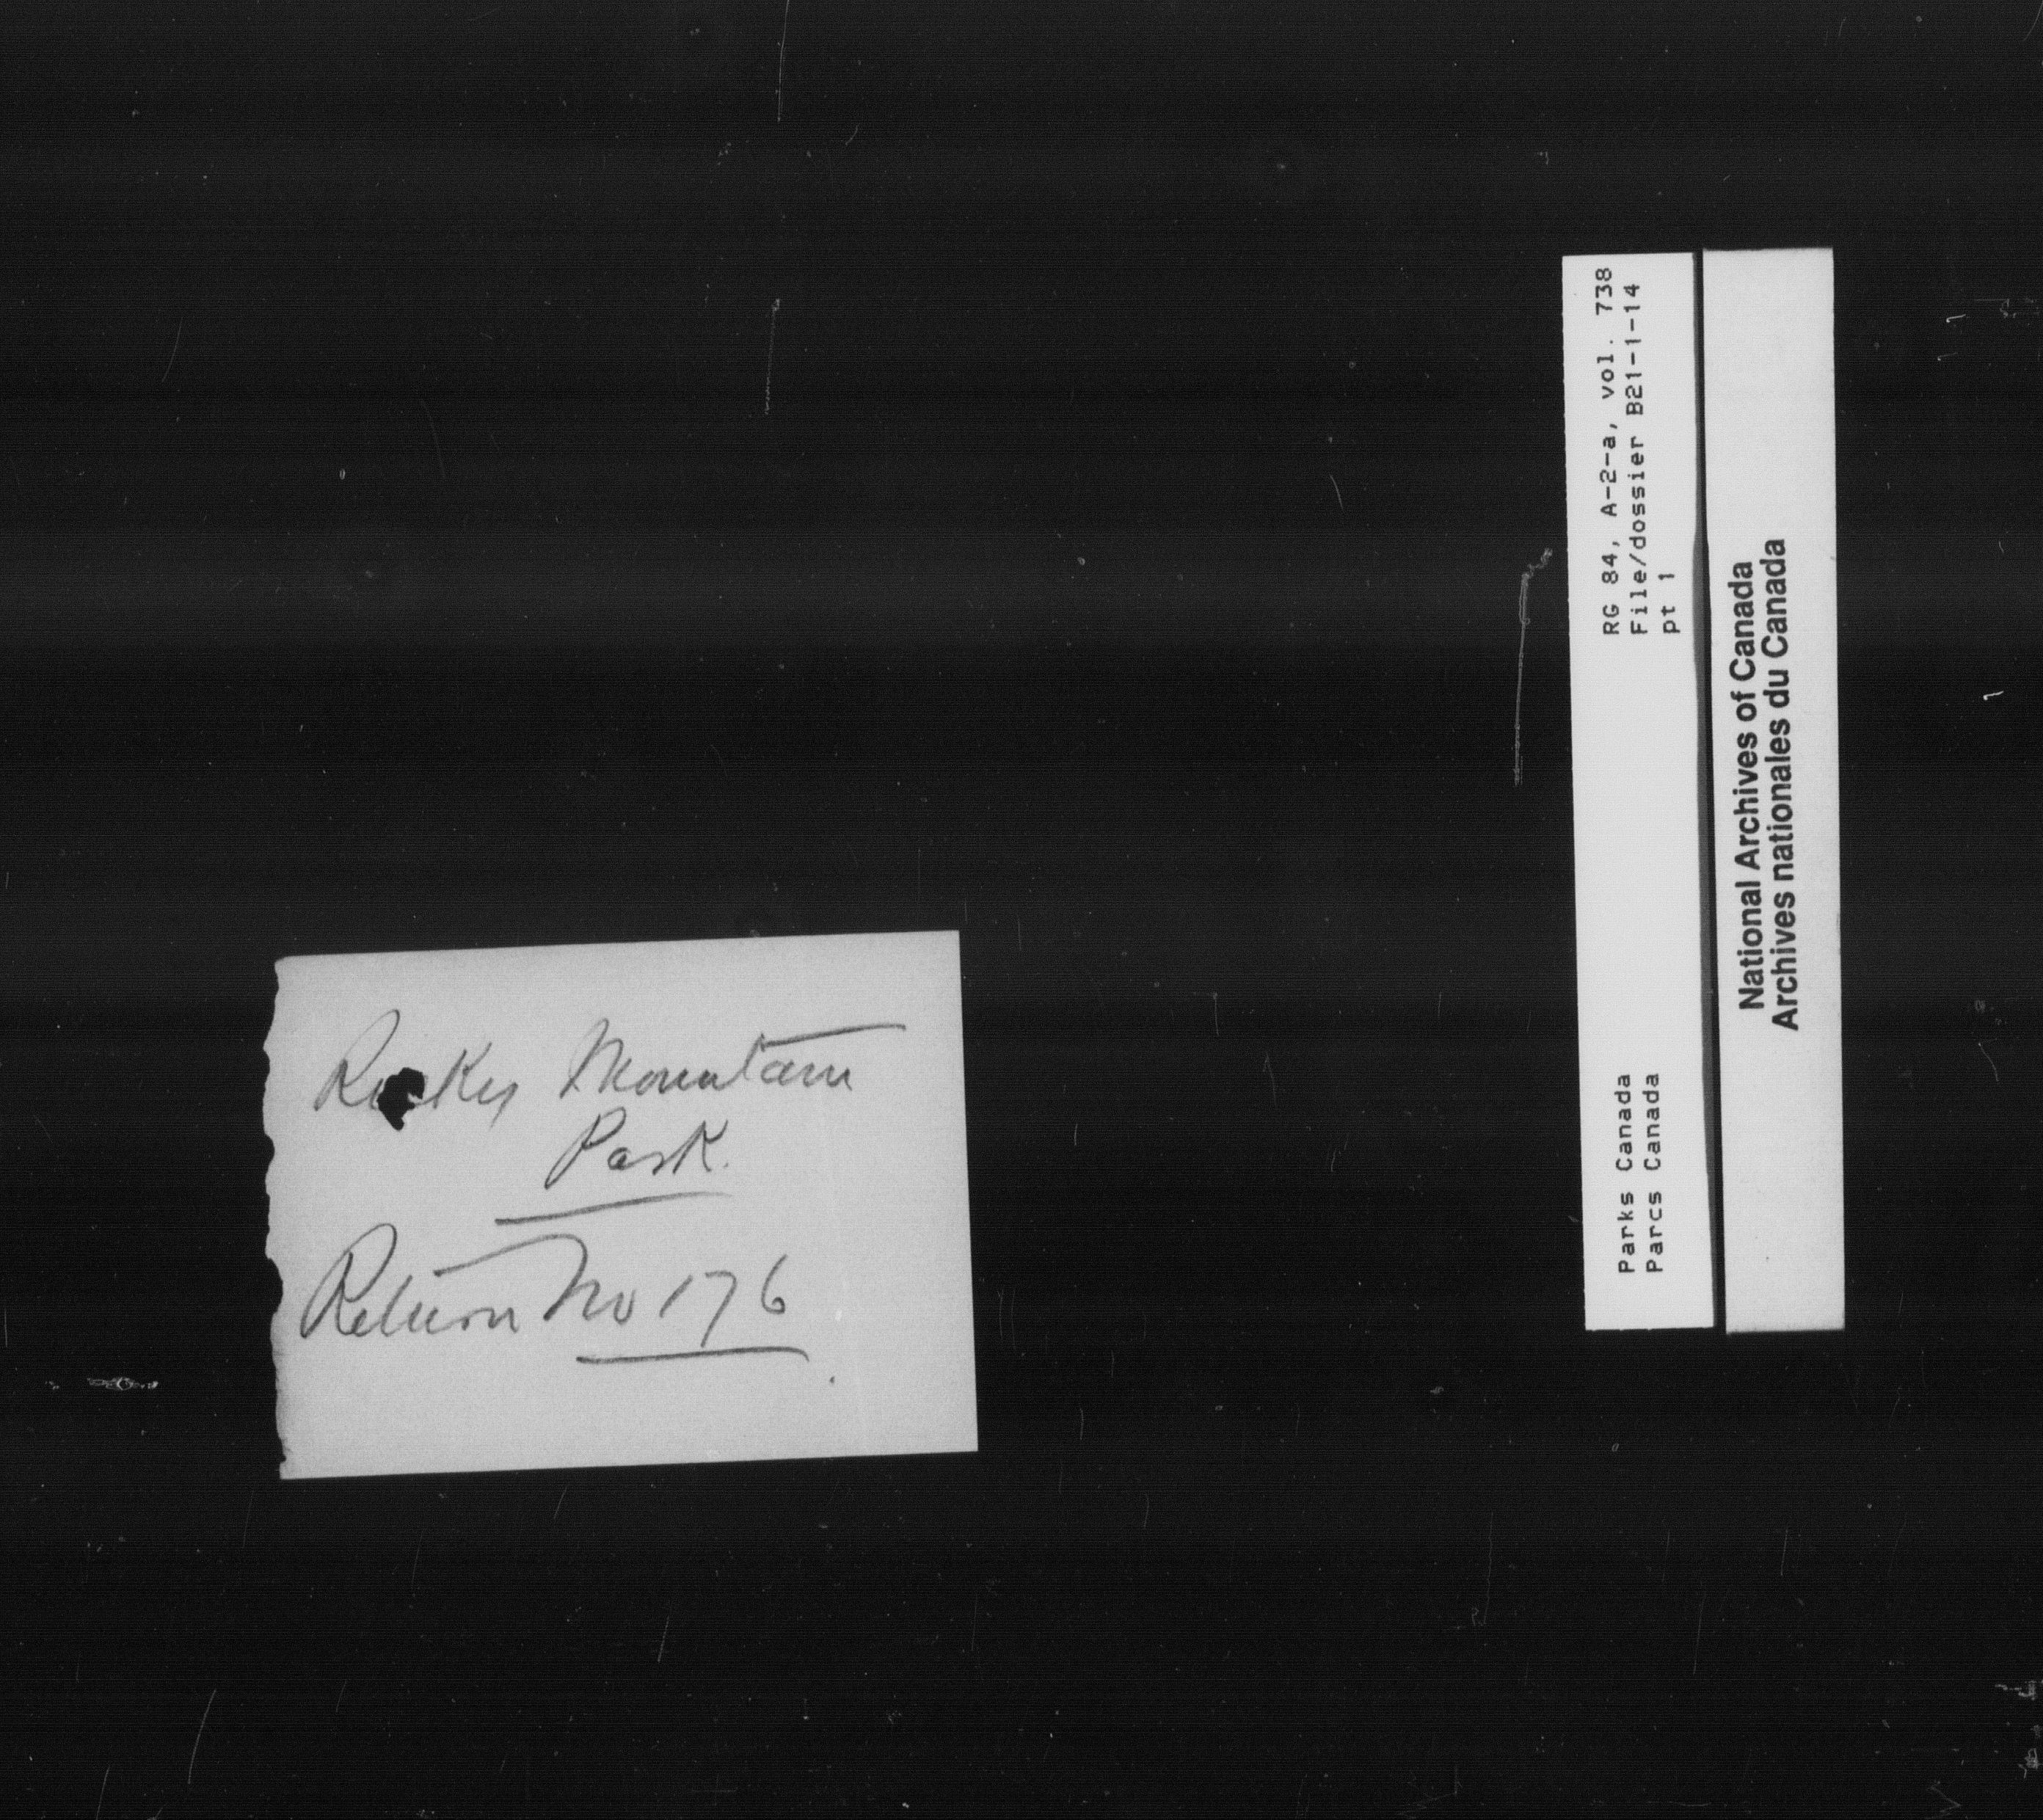 Rocky Mountain
Park.
Return No 176
RG 84, A-2-a, vol. 738
File/dossier B21-1-14
pt 1
Parks Canada
Parcs Canada
National Archives of Canada
Archives nationales du Canada